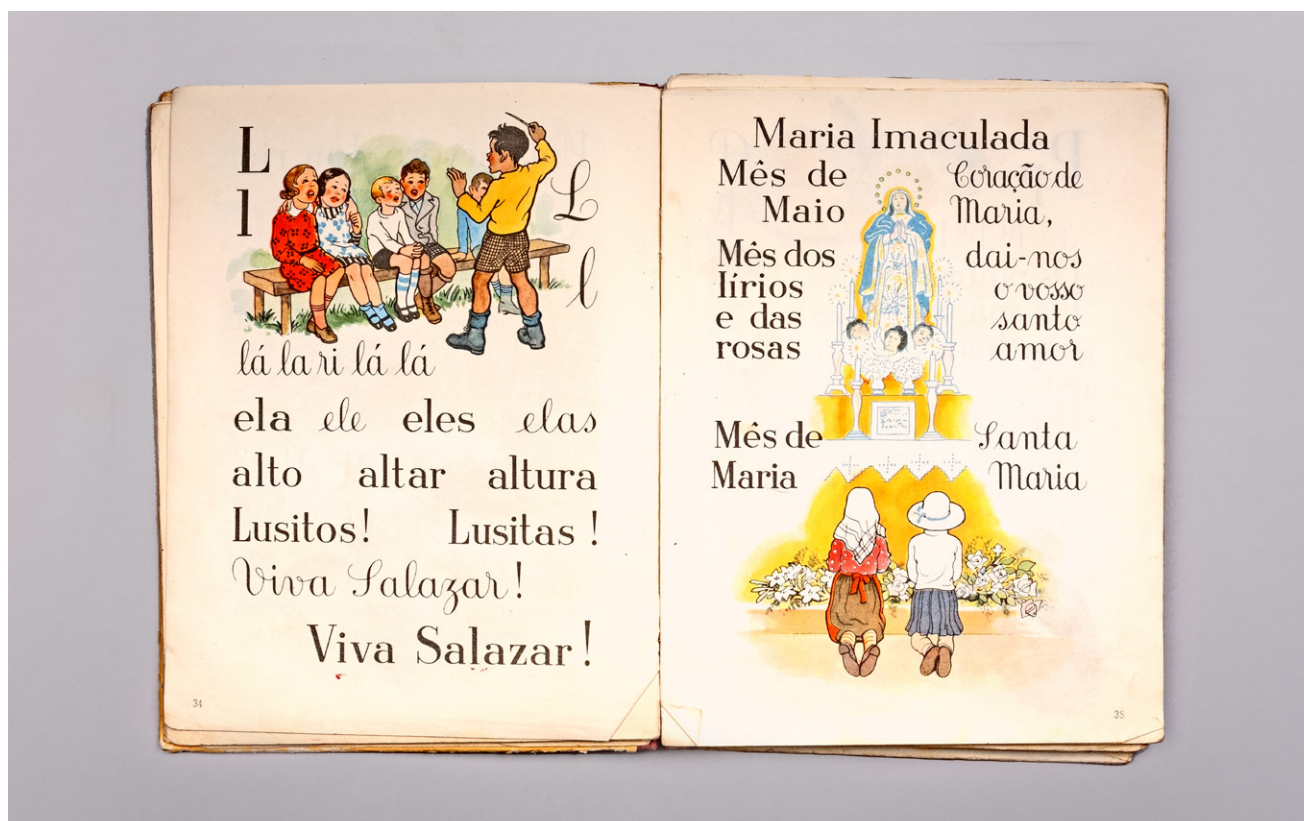 L
l
L
l
lá la ri lá lá
ela ele eles elas
alto altar altura
Lusitos! Lusitas!
Viva Salazar!
Viva Salazar!
34
Maria Imaculada
Mês de
Maio
Mês dos
lírios
e das
rosas
Mês de
Maria
Coração de
Maria,
dai-nos
o vosso
santo
amor
Santa
Maria
35